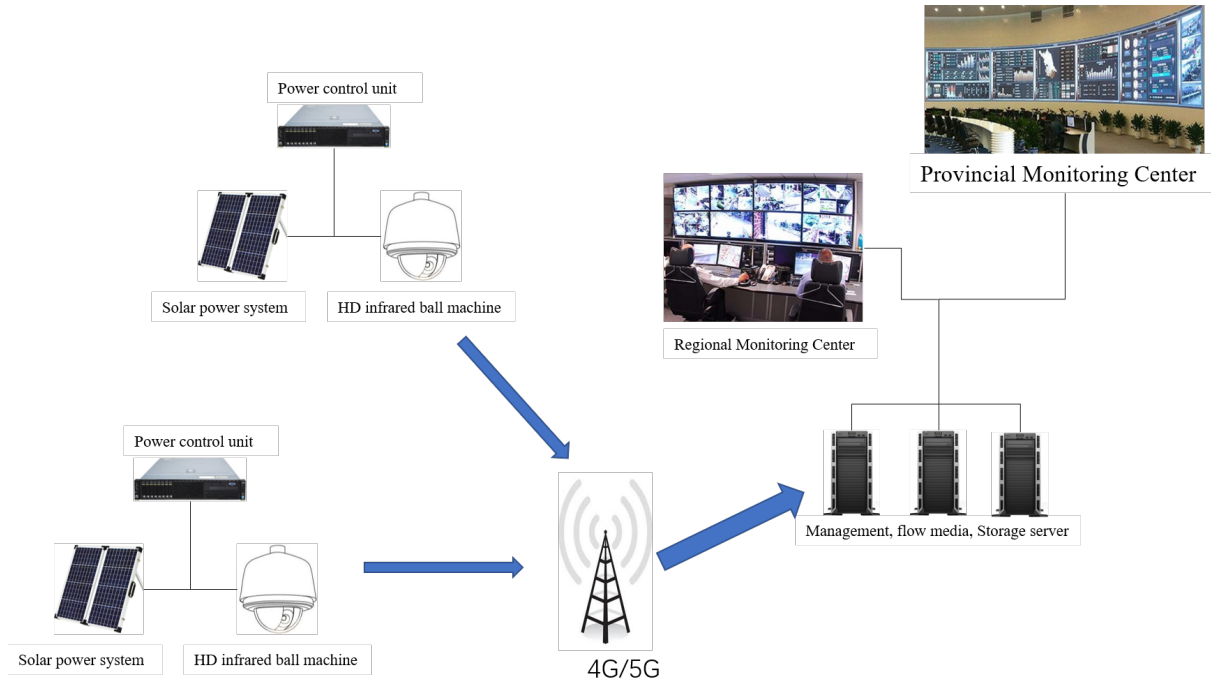 Power control unit
Solar power system
HD infrared ball machine
Provincial Monitoring Center
Regional Monitoring Center
Power control unit
Solar power system
HD infrared ball machine
4G/5G
Management, flow media, Storage server